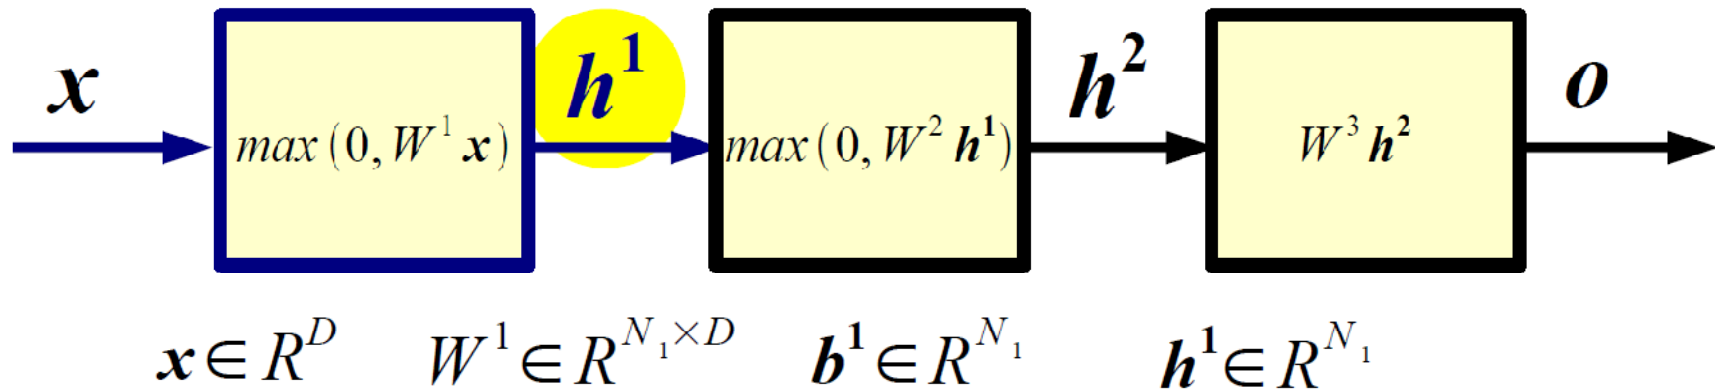 x h¹ h² o
max(0, W¹ x) max(0, W² h¹) W³ h²
x ∈ R^D W¹ ∈ R^{N₁×D} b¹ ∈ R^{N₁} h¹ ∈ R^{N₁}